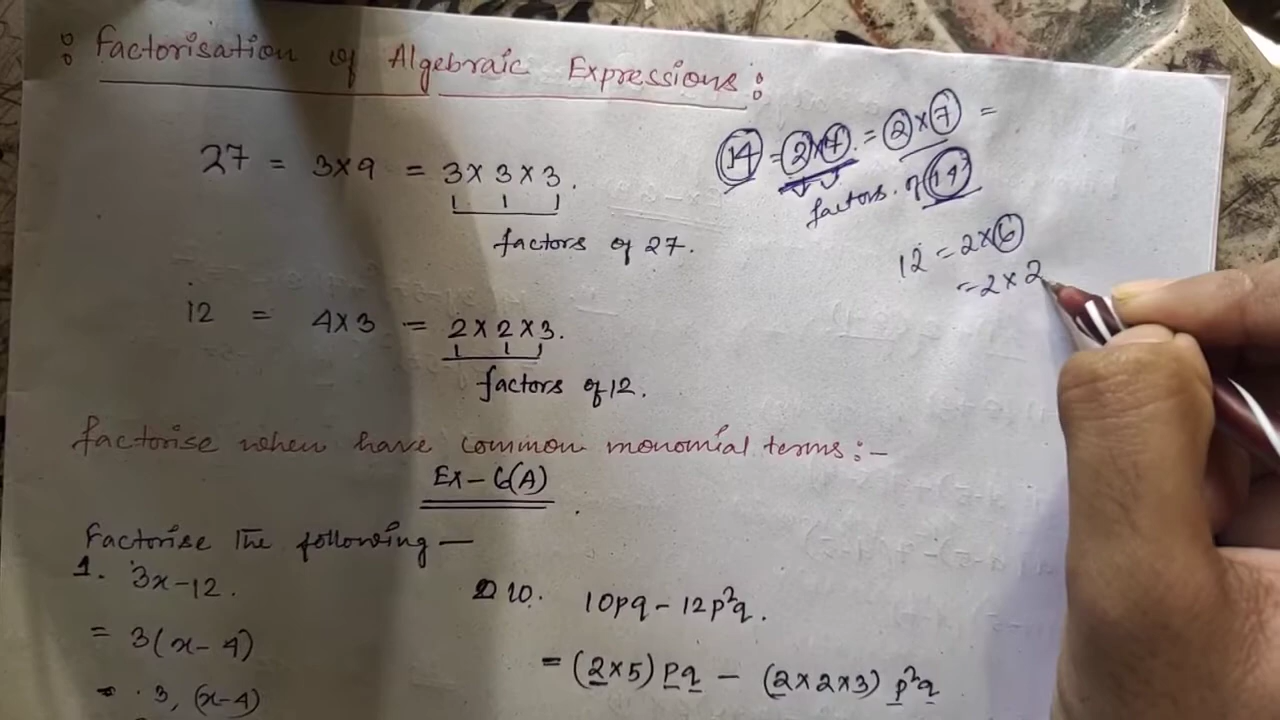 : Factorisation of Algebraic Expressions :
27 = 3×9 = 3×3×3.
factors of 27.
14 = 2×7. = 2×7 =
factors. of 14
12 = 2×6
= 2×2
12 = 4×3 = 2×2×3.
factors of 12.
factorise when have common monomial terms:-
Ex-6(A)
Factorise The following —
1. 3x-12.
= 3(x-4)
= 3, (x-4)
10. 10pq - 12p²q.
= (2×5) pq - (2×2×3) p²q